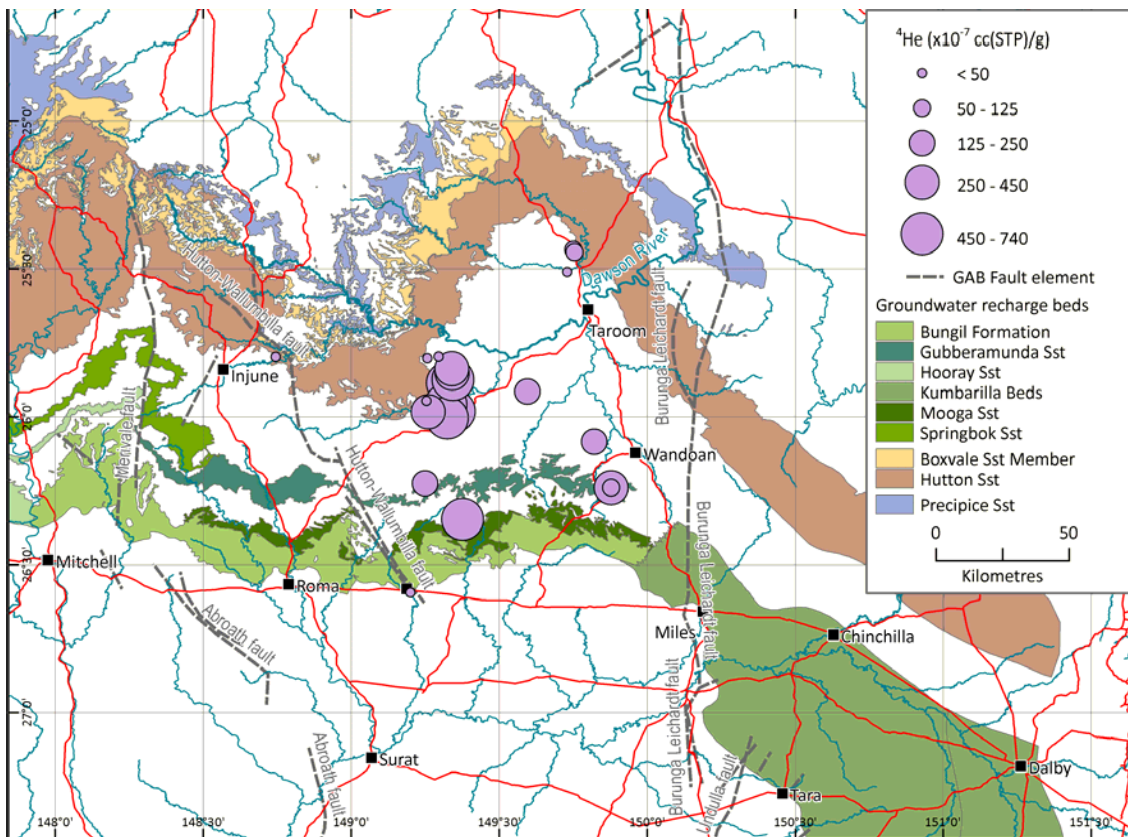 ⁴He (x10⁻⁷ cc(STP)/g)
< 50
50 - 125
125 - 250
250 - 450
450 - 740
GAB Fault element
Groundwater recharge beds
Bungil Formation
Gubberamunda Sst
Hooray Sst
Kumbarilla Beds
Mooga Sst
Springbok Sst
Boxvale Sst Member
Hutton Sst
Precipice Sst
0 50
Kilometres
25°0'
25°30'
26°0'
26°30'
27°0'
Hutton-Wallumbilla fault
Dawson River
Burunga Leichardt fault
Taroom
Injune
Merivale fault
Burunga Leichardt fault
Wandoan
Hutton-Wallumbilla fault
Mitchell
Roma
Abroath fault
Burunga Leichardt fault
Miles
Chinchilla
Burunga Leichardt fault
Abroath fault
Surat
Undulla fault
Tara
Dalby
148°0' 148°30' 149°0' 149°30' 150°0' 150°30' 151°0' 151°30'